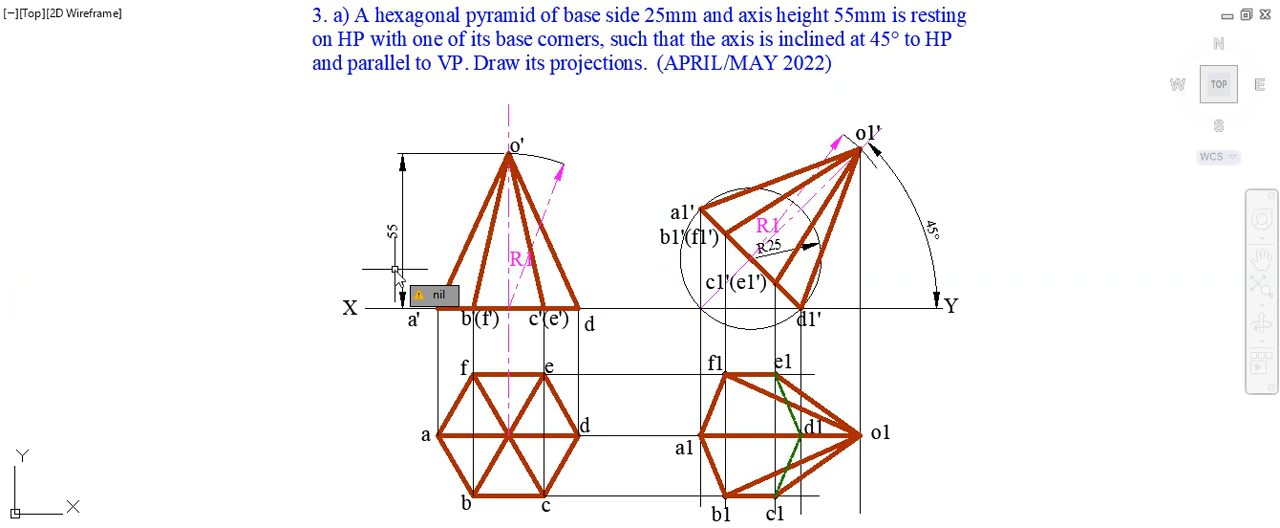 [−][Top][2D Wireframe]
3. a) A hexagonal pyramid of base side 25mm and axis height 55mm is resting
on HP with one of its base corners, such that the axis is inclined at 45° to HP
and parallel to VP. Draw its projections. (APRIL/MAY 2022)
N
W TOP E
S
WCS
o'
o1'
a1'
R1
b1'(f1')
R25
45°
55
R1
c1'(e1')
nil
X
Y
a' b'(f') c'(e') d
d1'
f e
f1 e1
a d
a1 d1 o1
b c
b1 c1
Y
X